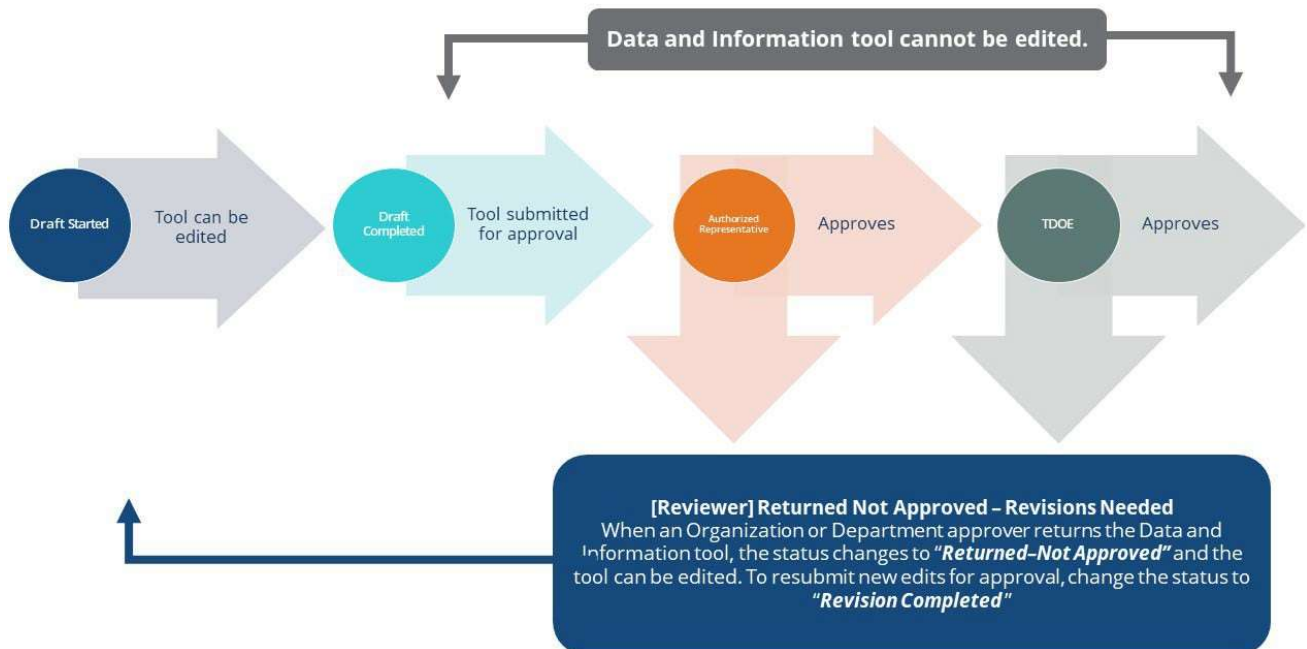 Data and Information tool cannot be edited.
Draft Started
Tool can be
edited
Draft
Completed
Tool submitted
for approval
Authorized
Representative
Approves
TDOE
Approves
[Reviewer] Returned Not Approved – Revisions Needed
When an Organization or Department approver returns the Data and
Information tool, the status changes to “Returned–Not Approved” and the
tool can be edited. To resubmit new edits for approval, change the status to
“Revision Completed”